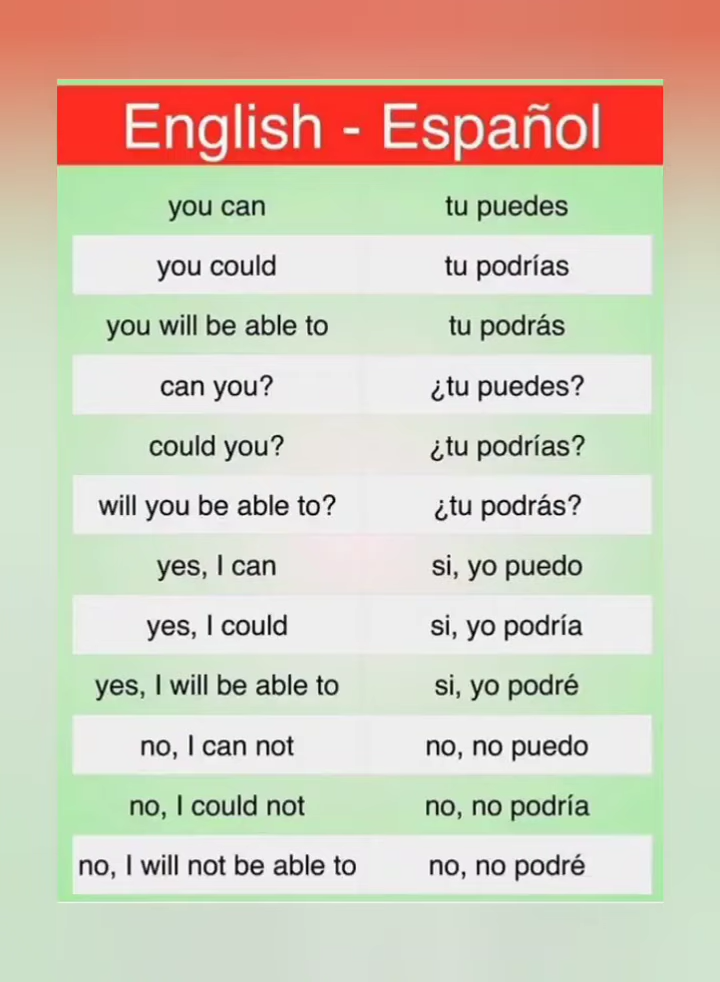 English - Español
you can tu puedes
you could tu podrías
you will be able to tu podrás
can you? ¿tu puedes?
could you? ¿tu podrías?
will you be able to? ¿tu podrás?
yes, I can si, yo puedo
yes, I could si, yo podría
yes, I will be able to si, yo podré
no, I can not no, no puedo
no, I could not no, no podría
no, I will not be able to no, no podré